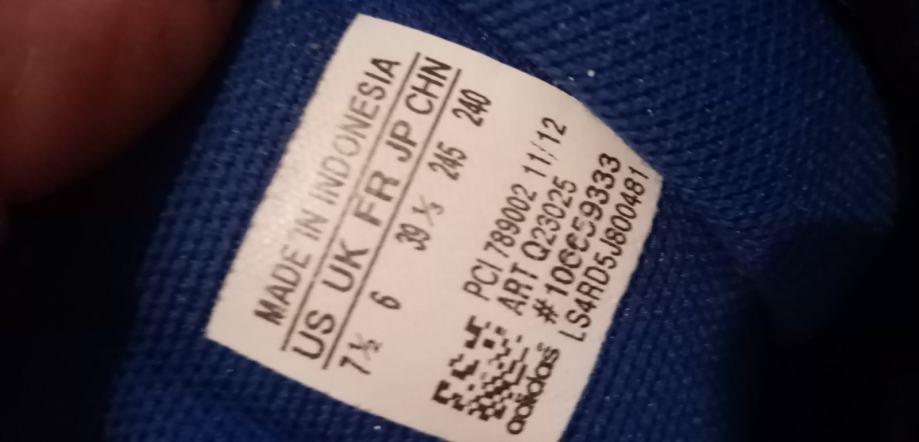 MADE IN INDONESIA
US UK FR JP CHN
7½ 6 39⅓ 245 240
PCI 789002 11/12
ART Q23025
LS4RD5J800481
adidas